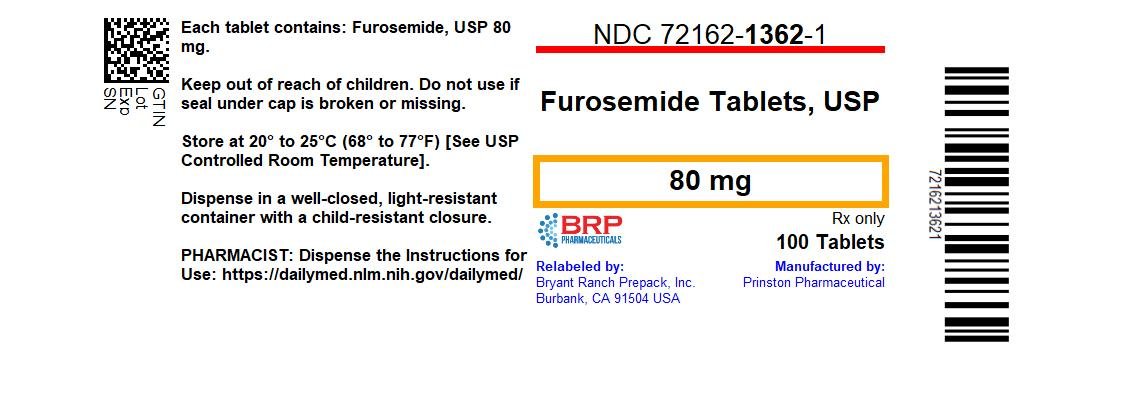 GTIN
Lot
Exp
SN
Each tablet contains: Furosemide, USP 80
mg.
Keep out of reach of children. Do not use if
seal under cap is broken or missing.
Store at 20° to 25°C (68° to 77°F) [See USP
Controlled Room Temperature].
Dispense in a well-closed, light-resistant
container with a child-resistant closure.
PHARMACIST: Dispense the Instructions for
Use: https://dailymed.nlm.nih.gov/dailymed/
NDC 72162-1362-1
Furosemide Tablets, USP
80 mg
BRP
PHARMACEUTICALS
Rx only
100 Tablets
Relabeled by:
Bryant Ranch Prepack, Inc.
Burbank, CA 91504 USA
Manufactured by:
Prinston Pharmaceutical
7216213621